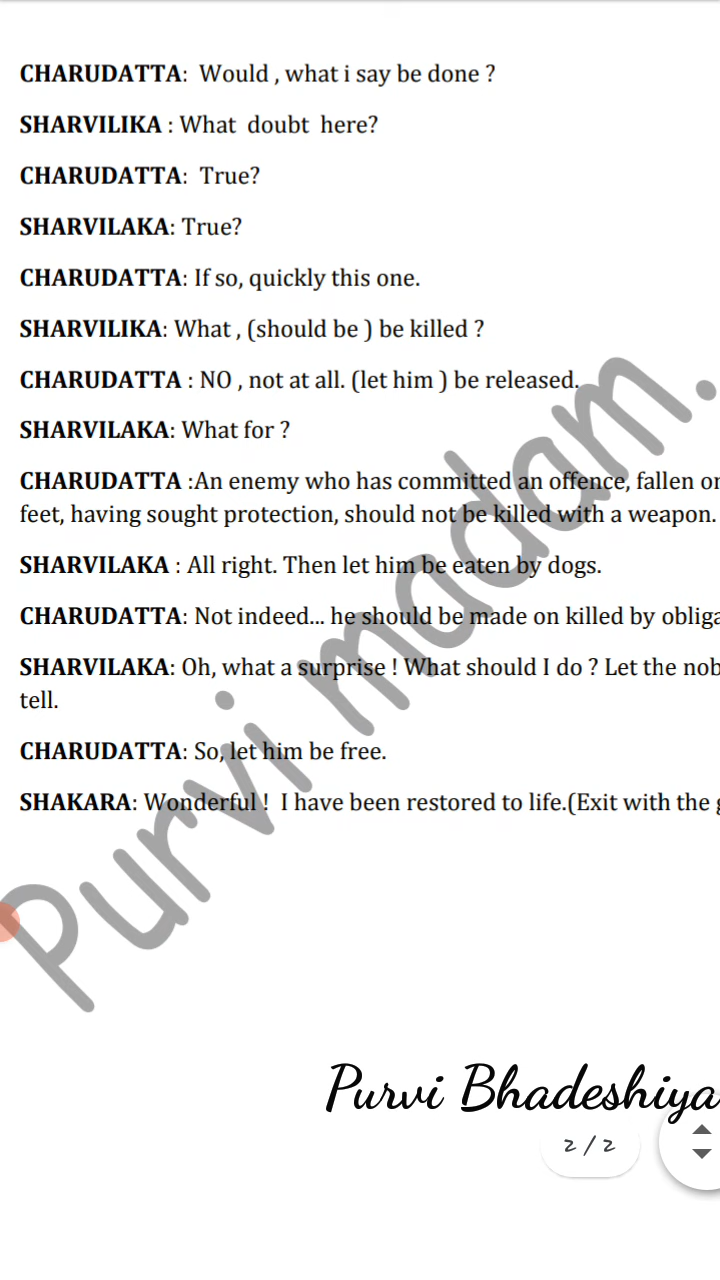 CHARUDATTA: Would , what i say be done ?
SHARVILIKA : What doubt here?
CHARUDATTA: True?
SHARVILAKA: True?
CHARUDATTA: If so, quickly this one.
SHARVILIKA: What , (should be ) be killed ?
CHARUDATTA : NO , not at all. (let him ) be released.
SHARVILAKA: What for ?
CHARUDATTA :An enemy who has committed an offence, fallen
feet, having sought protection, should not be killed with a weapon.
SHARVILAKA : All right. Then let him be eaten by dogs.
CHARUDATTA: Not indeed... he should be made on killed by
SHARVILAKA: Oh, what a surprise ! What should I do ? Let the
tell.
CHARUDATTA: So, let him be free.
SHAKARA: Wonderful ! I have been restored to life.(Exit with the
Purvi madam.
Purvi Bhadeshiya
2 / 2